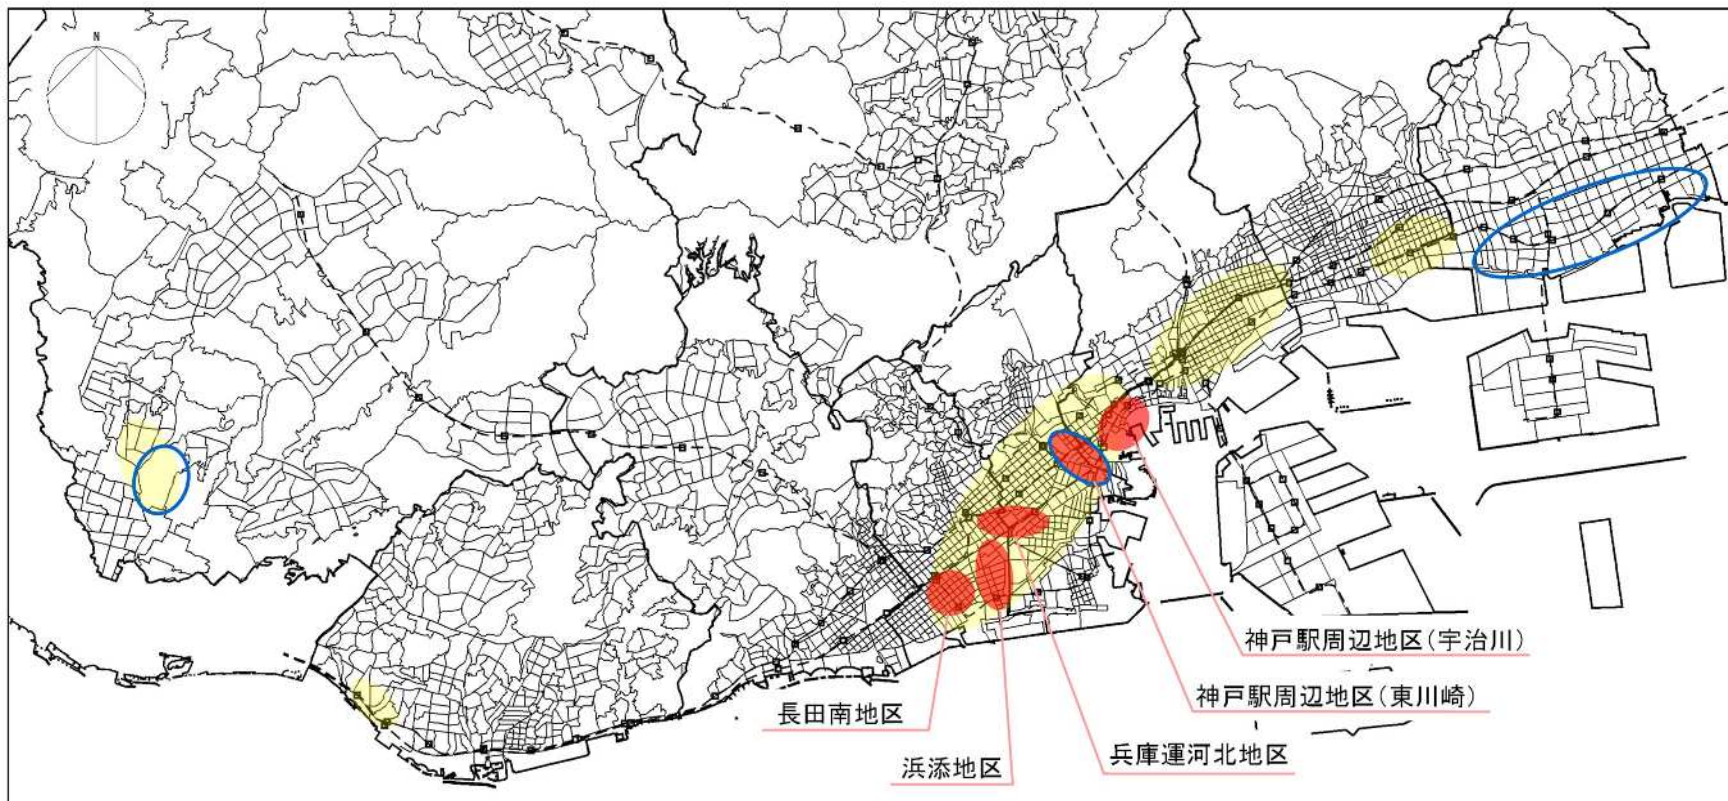 N
神戸駅周辺地区(宇治川)
神戸駅周辺地区(東川崎)
長田南地区
兵庫運河北地区
浜添地区